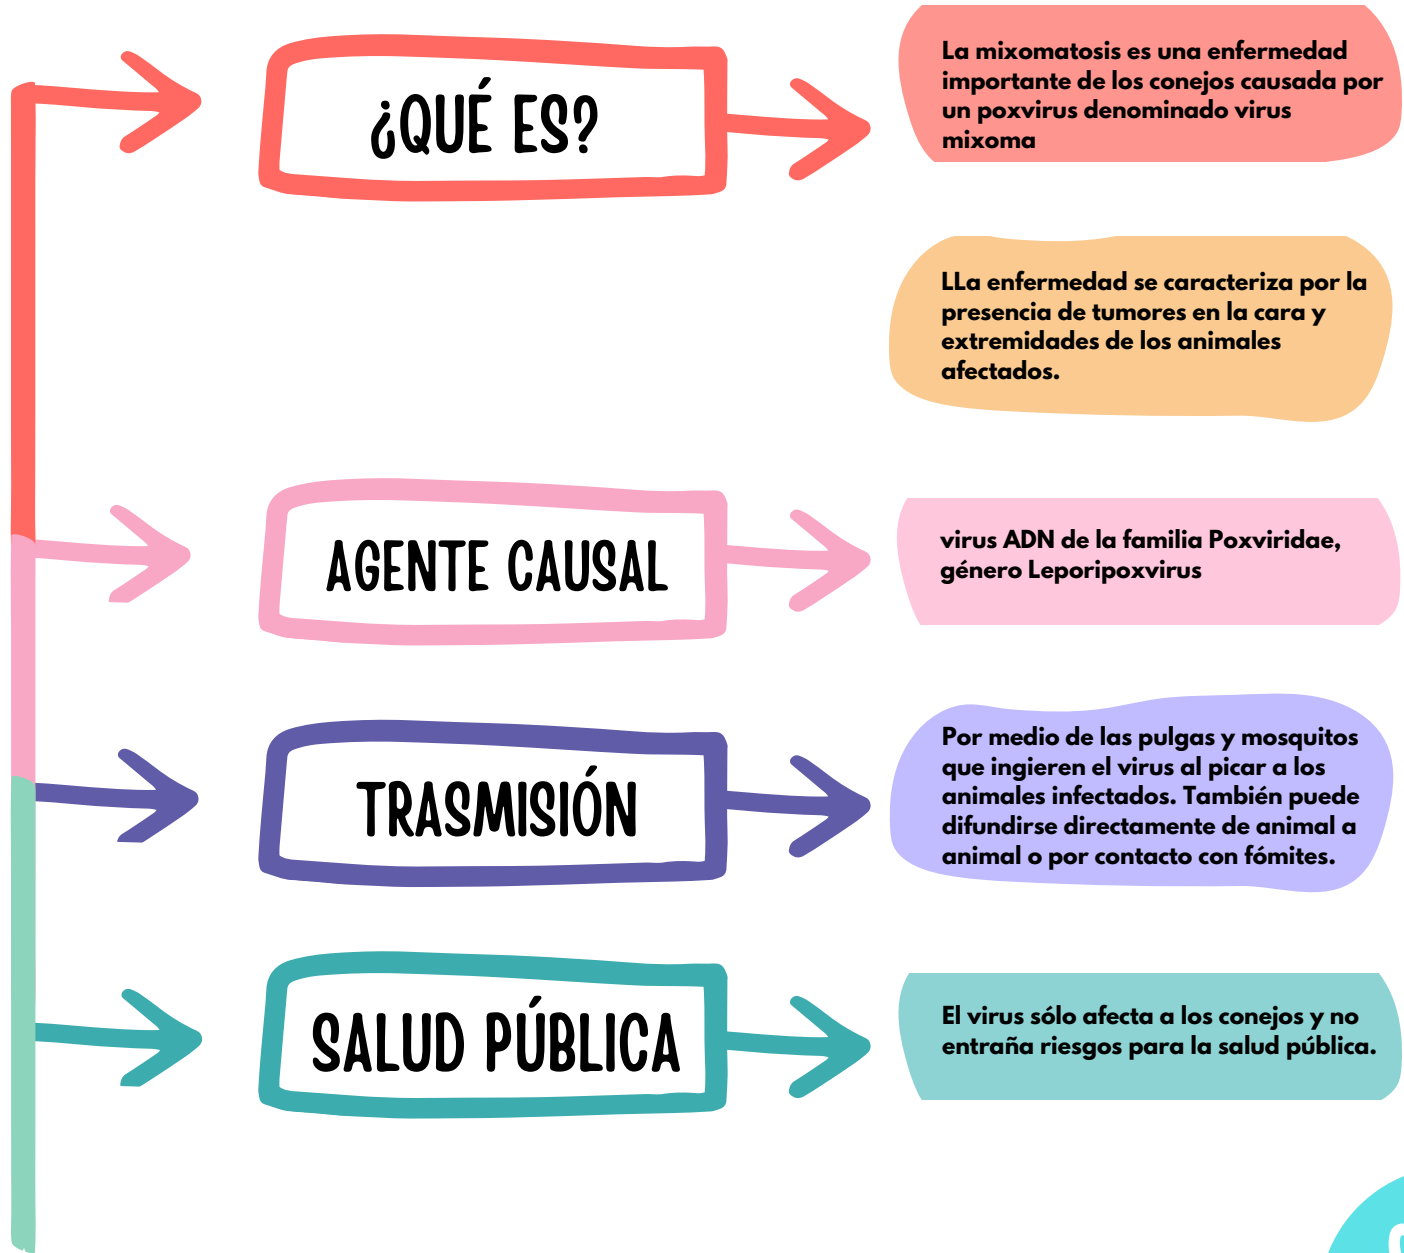 ¿QUÉ ES?
La mixomatosis es una enfermedad
importante de los conejos causada por
un poxvirus denominado virus
mixoma
LLa enfermedad se caracteriza por la
presencia de tumores en la cara y
extremidades de los animales
afectados.
AGENTE CAUSAL
virus ADN de la familia Poxviridae,
género Leporipoxvirus
TRASMISIÓN
Por medio de las pulgas y mosquitos
que ingieren el virus al picar a los
animales infectados. También puede
difundirse directamente de animal a
animal o por contacto con fómites.
SALUD PÚBLICA
El virus sólo afecta a los conejos y no
entraña riesgos para la salud pública.